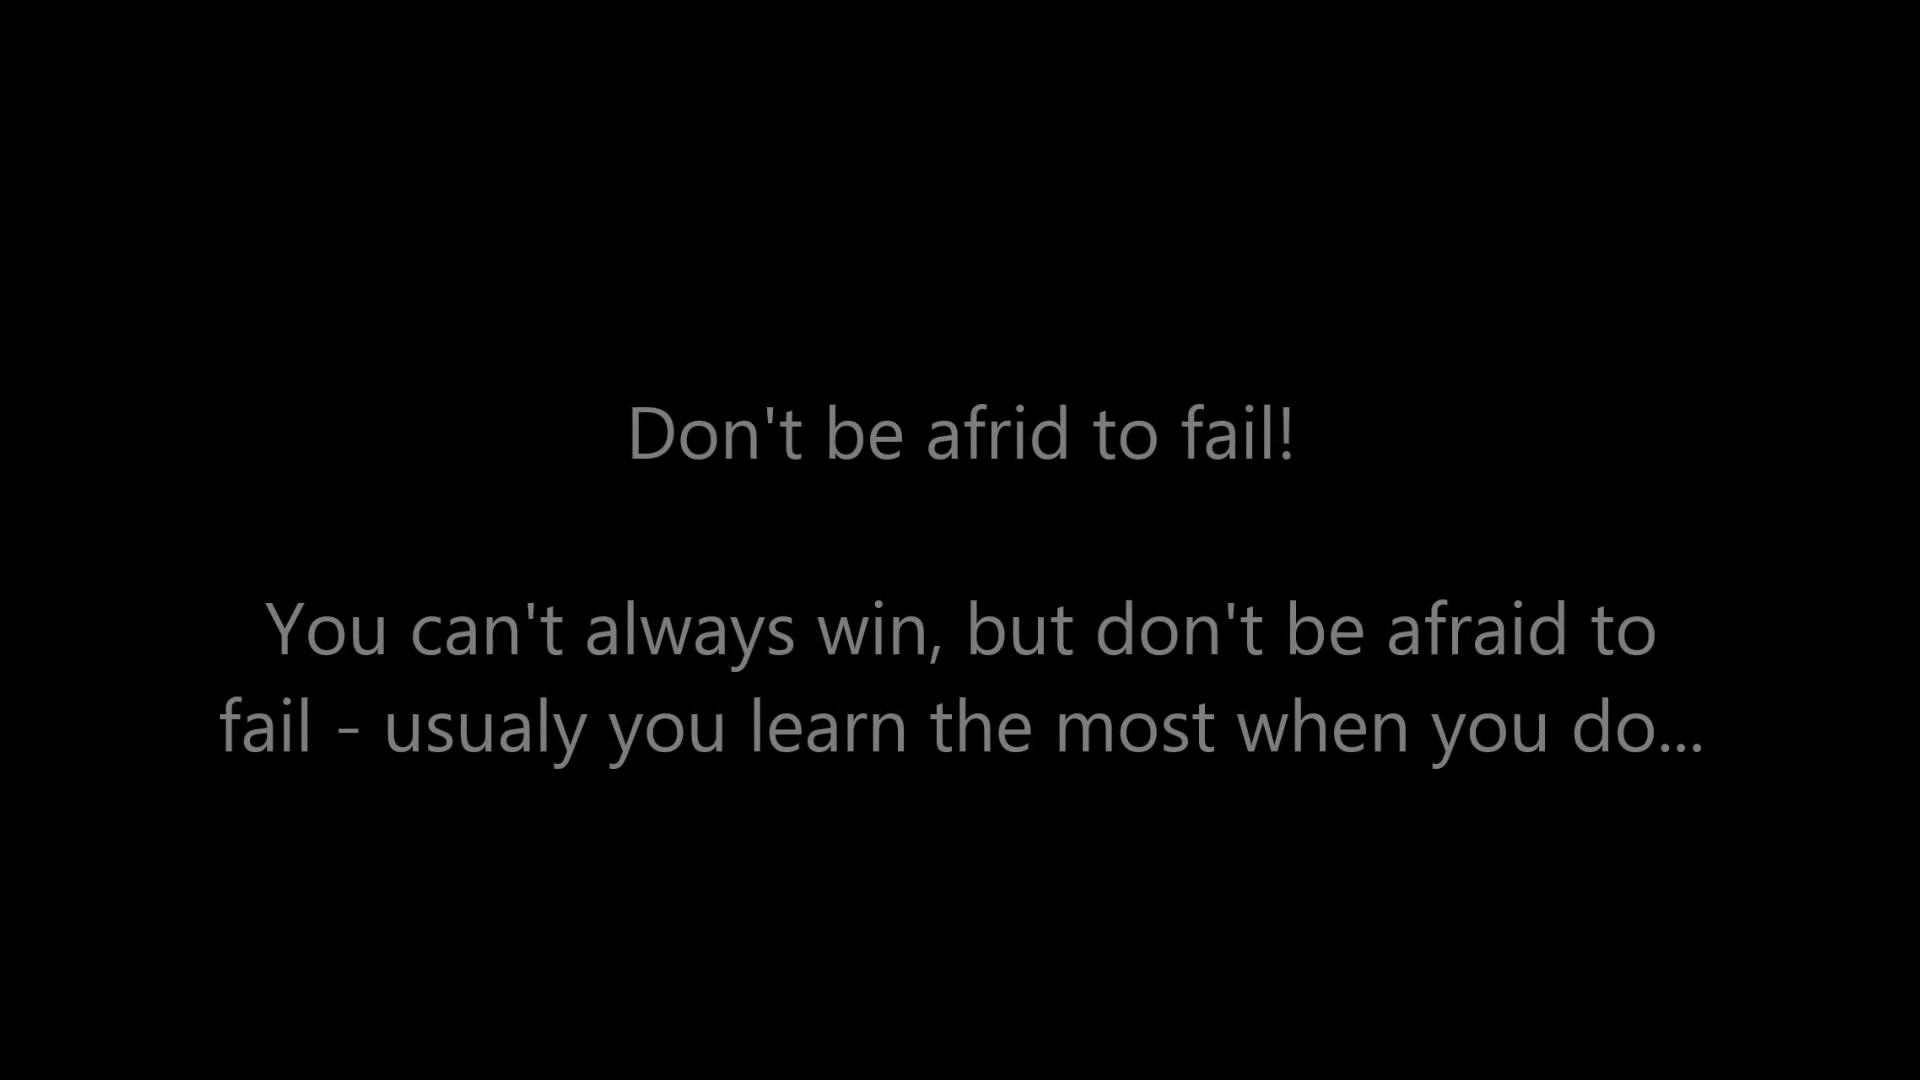 Don't be afrid to fail!
You can't always win, but don't be afraid to
fail - usualy you learn the most when you do...